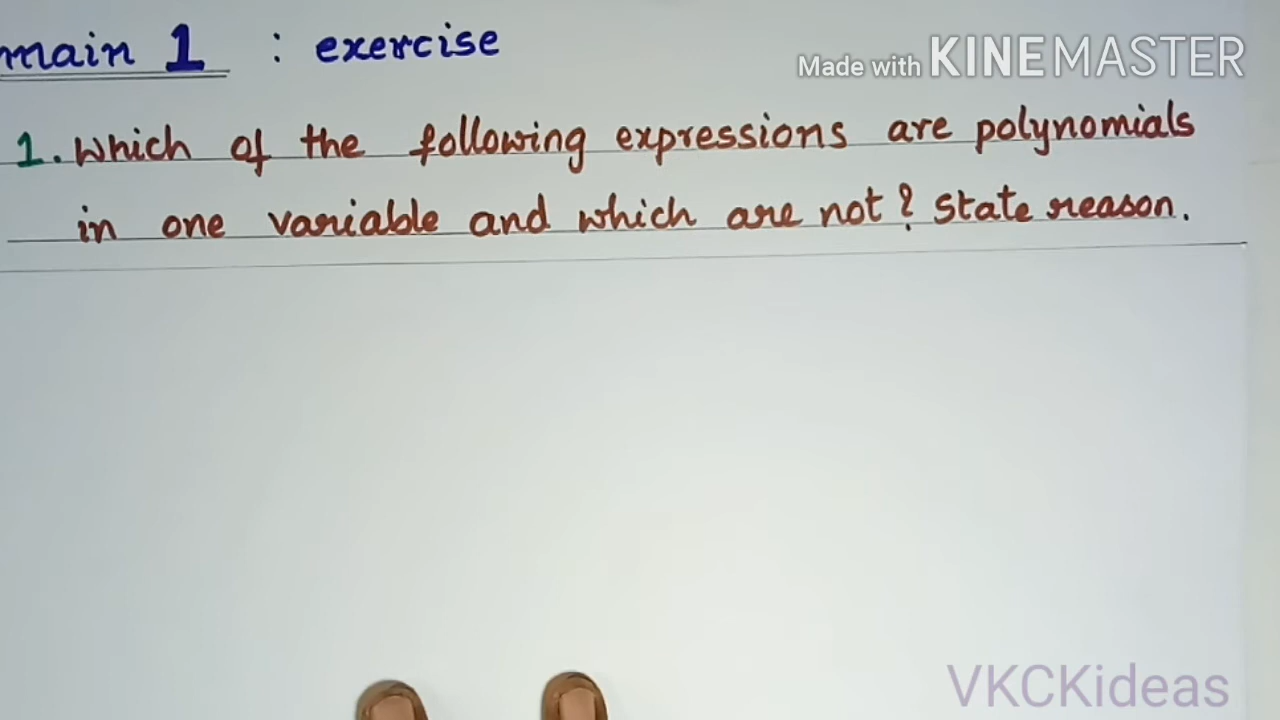 main 1 : exercise
Made with KINEMASTER
1. Which of the following expressions are polynomials
in one variable and which are not? State reason.
VKCKideas